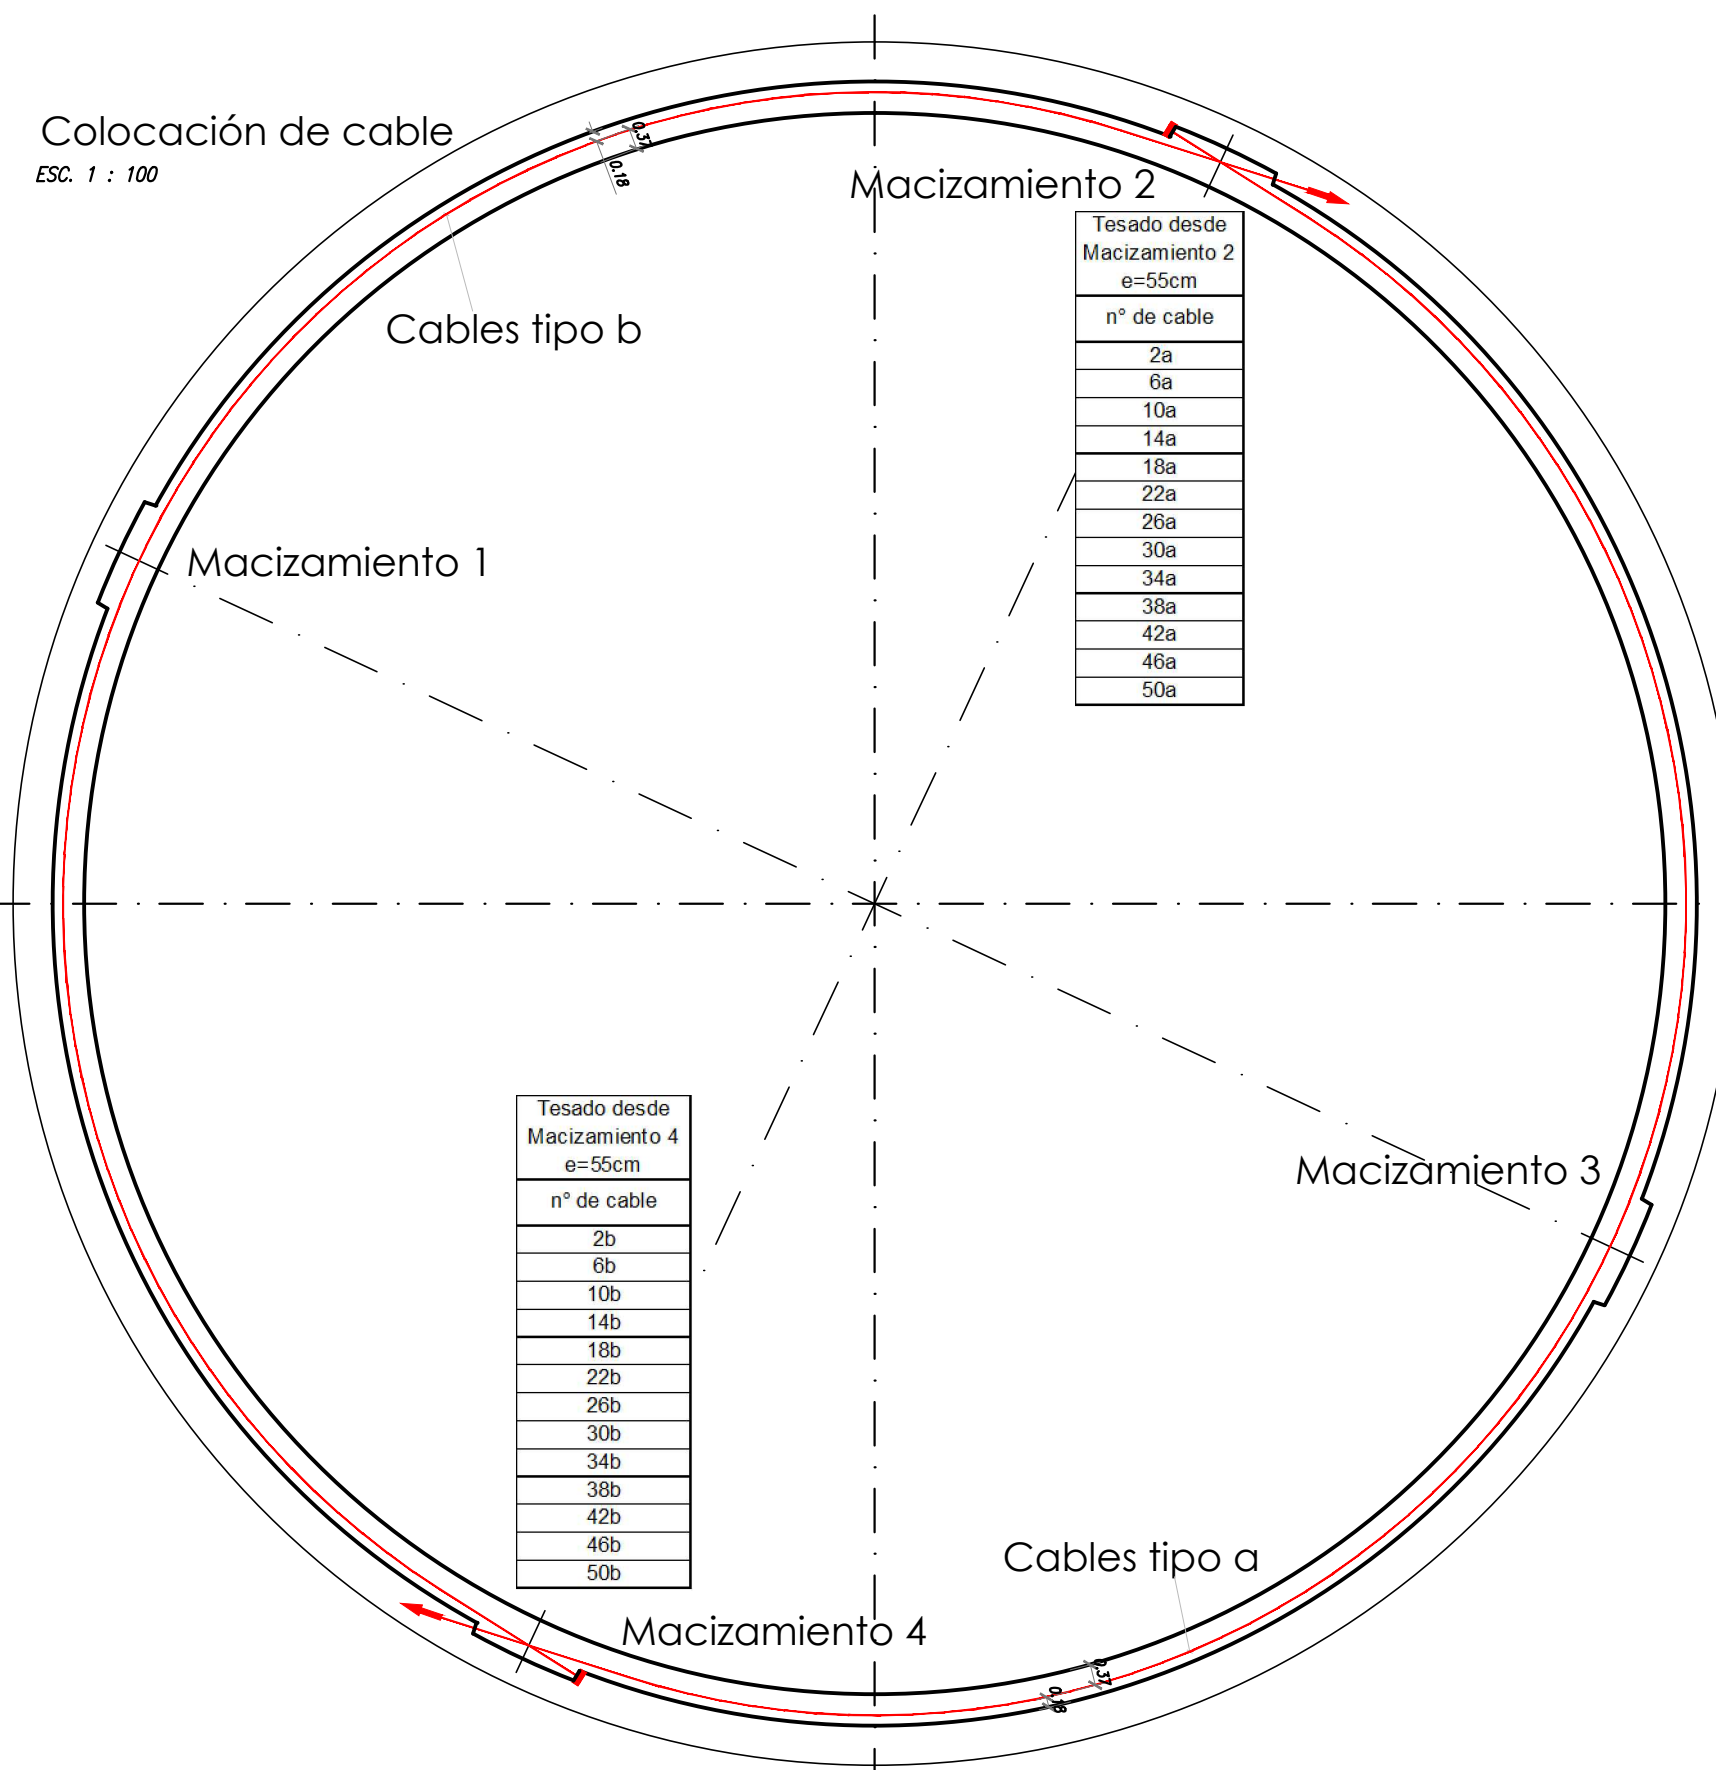 Colocación de cable
ESC. 1 : 100
0,37
0.18
Macizamiento 2
Tesado desde
Macizamiento 2
e=55cm
n° de cable
2a
6a
10a
14a
18a
22a
26a
30a
34a
38a
42a
46a
50a
Cables tipo b
Macizamiento 1
Tesado desde
Macizamiento 4
e=55cm
n° de cable
2b
6b
10b
14b
18b
22b
26b
30b
34b
38b
42b
46b
50b
Macizamiento 3
Cables tipo a
Macizamiento 4
0,37
0,18